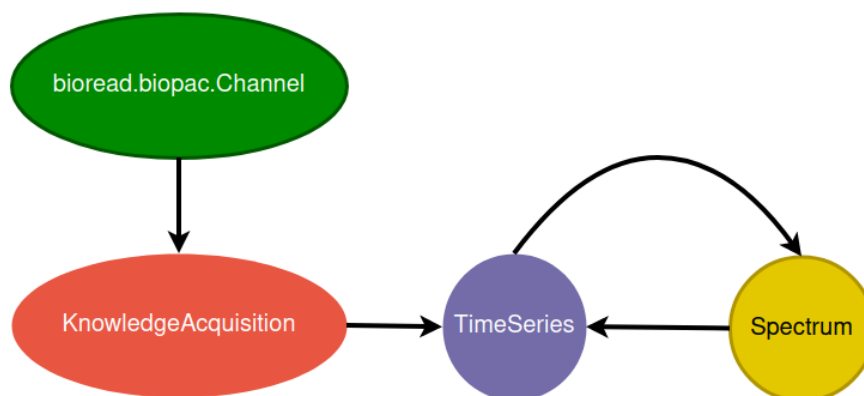 bioread.biopac.Channel
KnowledgeAcquisition
TimeSeries
Spectrum